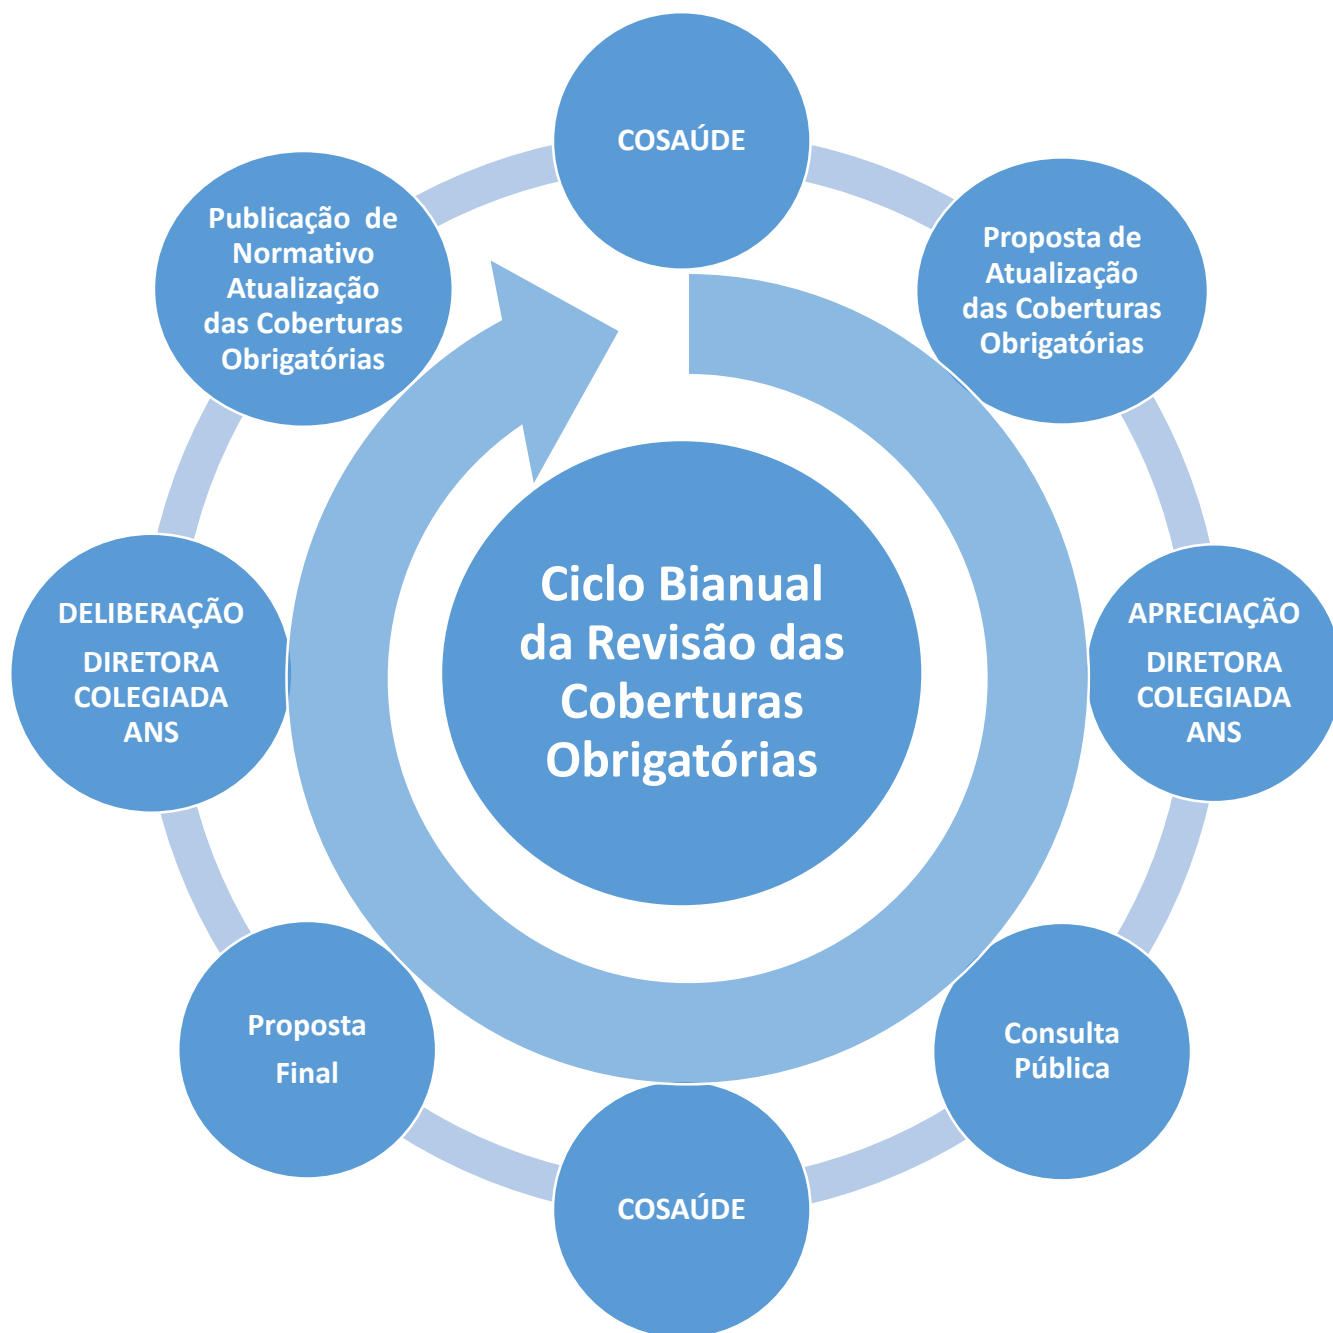 COSAÚDE
Proposta de
Atualização
das Coberturas
Obrigatórias
APRECIAÇÃO
DIRETORA
COLEGIADA
ANS
Consulta
Pública
COSAÚDE
Proposta
Final
DELIBERAÇÃO
DIRETORA
COLEGIADA
ANS
Publicação de
Normativo
Atualização
das Coberturas
Obrigatórias
Ciclo Bianual
da Revisão das
Coberturas
Obrigatórias